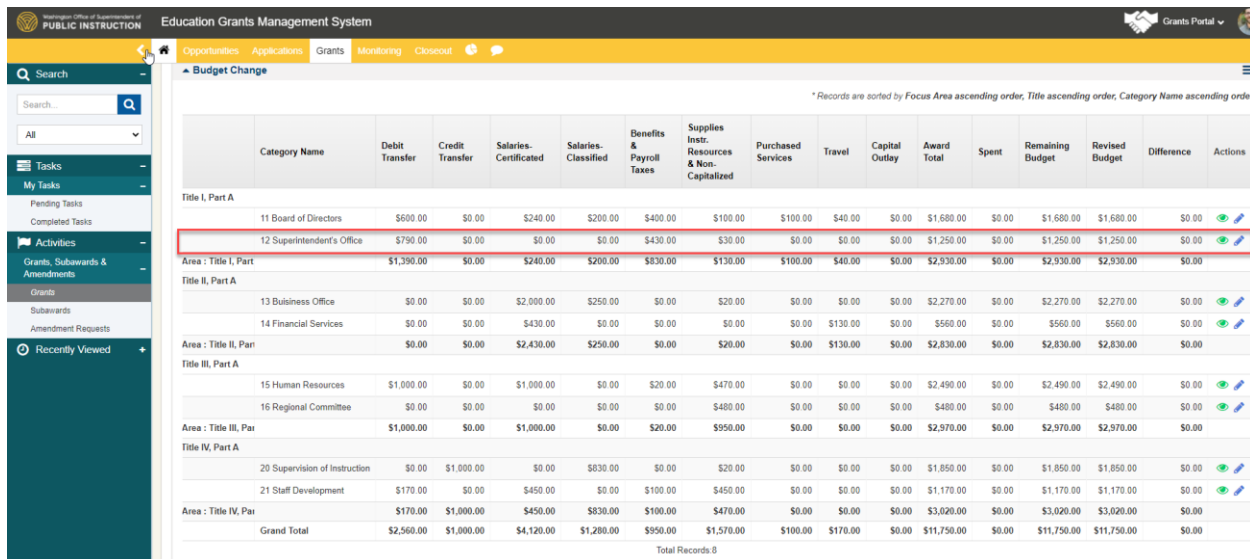 Washington Office of Superintendent of
PUBLIC INSTRUCTION
Education Grants Management System
Grants Portal
Opportunities Applications Grants Monitoring Closeout
Search
Search...
All
Tasks
My Tasks
Pending Tasks
Completed Tasks
Activities
Grants, Subawards &
Amendments
Grants
Subawards
Amendment Requests
Recently Viewed
Budget Change
* Records are sorted by Focus Area ascending order, Title ascending order, Category Name ascending orde
Category Name Debit Transfer Credit Transfer Salaries- Certificated Salaries- Classified Benefits & Payroll Taxes Supplies Instr. Resources & Non- Capitalized Purchased Services Travel Capital Outlay Award Total Spent Remaining Budget Revised Budget Difference Actions
Title I, Part A
11 Board of Directors $600.00 $0.00 $240.00 $200.00 $400.00 $100.00 $100.00 $40.00 $0.00 $1,680.00 $0.00 $1,680.00 $1,680.00 $0.00
12 Superintendent's Office $790.00 $0.00 $0.00 $0.00 $430.00 $30.00 $0.00 $0.00 $0.00 $1,250.00 $0.00 $1,250.00 $1,250.00 $0.00
Area : Title I, Part $1,390.00 $0.00 $240.00 $200.00 $830.00 $130.00 $100.00 $40.00 $0.00 $2,930.00 $0.00 $2,930.00 $2,930.00 $0.00
Title II, Part A
13 Buisiness Office $0.00 $0.00 $2,000.00 $250.00 $0.00 $20.00 $0.00 $0.00 $0.00 $2,270.00 $0.00 $2,270.00 $2,270.00 $0.00
14 Financial Services $0.00 $0.00 $430.00 $0.00 $0.00 $0.00 $0.00 $130.00 $0.00 $560.00 $0.00 $560.00 $560.00 $0.00
Area : Title II, Part $0.00 $0.00 $2,430.00 $250.00 $0.00 $20.00 $0.00 $130.00 $0.00 $2,830.00 $0.00 $2,830.00 $2,830.00 $0.00
Title III, Part A
15 Human Resources $1,000.00 $0.00 $1,000.00 $0.00 $20.00 $470.00 $0.00 $0.00 $0.00 $2,490.00 $0.00 $2,490.00 $2,490.00 $0.00
16 Regional Committee $0.00 $0.00 $0.00 $0.00 $0.00 $480.00 $0.00 $0.00 $0.00 $480.00 $0.00 $480.00 $480.00 $0.00
Area : Title III, Par $1,000.00 $0.00 $1,000.00 $0.00 $20.00 $950.00 $0.00 $0.00 $0.00 $2,970.00 $0.00 $2,970.00 $2,970.00 $0.00
Title IV, Part A
20 Supervision of Instruction $0.00 $1,000.00 $0.00 $830.00 $0.00 $20.00 $0.00 $0.00 $0.00 $1,850.00 $0.00 $1,850.00 $1,850.00 $0.00
21 Staff Development $170.00 $0.00 $450.00 $0.00 $100.00 $450.00 $0.00 $0.00 $0.00 $1,170.00 $0.00 $1,170.00 $1,170.00 $0.00
Area : Title IV, Par $170.00 $1,000.00 $450.00 $830.00 $100.00 $470.00 $0.00 $0.00 $0.00 $3,020.00 $0.00 $3,020.00 $3,020.00 $0.00
Grand Total $2,560.00 $1,000.00 $4,120.00 $1,280.00 $950.00 $1,570.00 $100.00 $170.00 $0.00 $11,750.00 $0.00 $11,750.00 $11,750.00 $0.00
Total Records:8